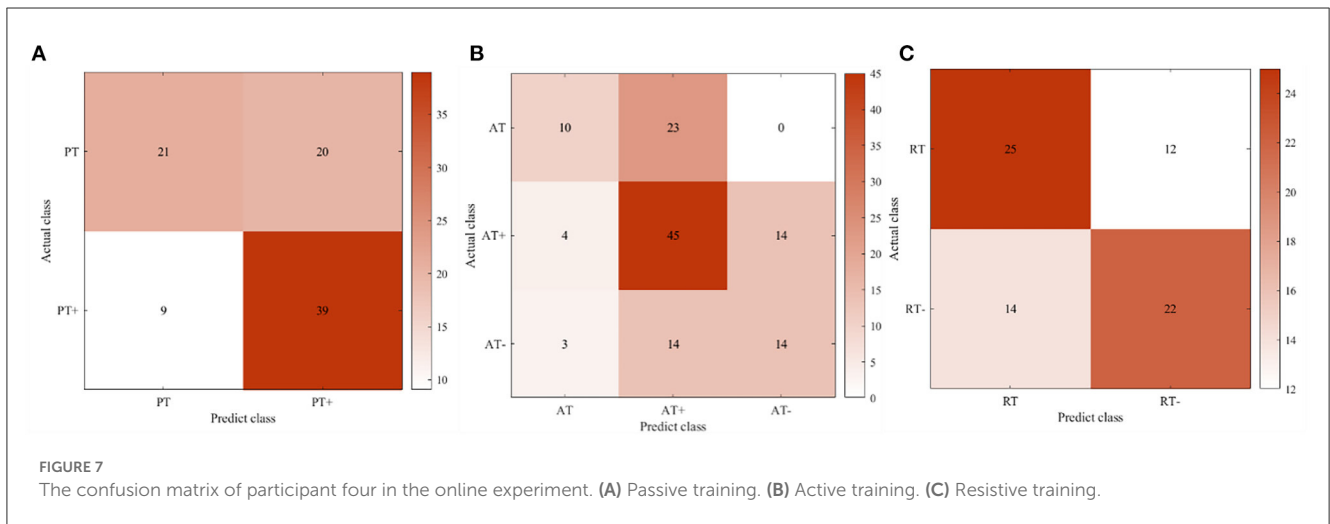 A
PT
PT+
Actual class
21
20
9
39
PT
PT+
Predict class
35
30
25
20
15
10
B
AT
AT+
AT-
Actual class
10
23
0
4
45
14
3
14
14
AT
AT+
AT-
Predict class
45
40
35
30
25
20
15
10
5
0
C
RT
RT-
Actual class
25
12
14
22
RT
RT-
Predict class
24
22
20
18
16
14
12
FIGURE 7
The confusion matrix of participant four in the online experiment. (A) Passive training. (B) Active training. (C) Resistive training.